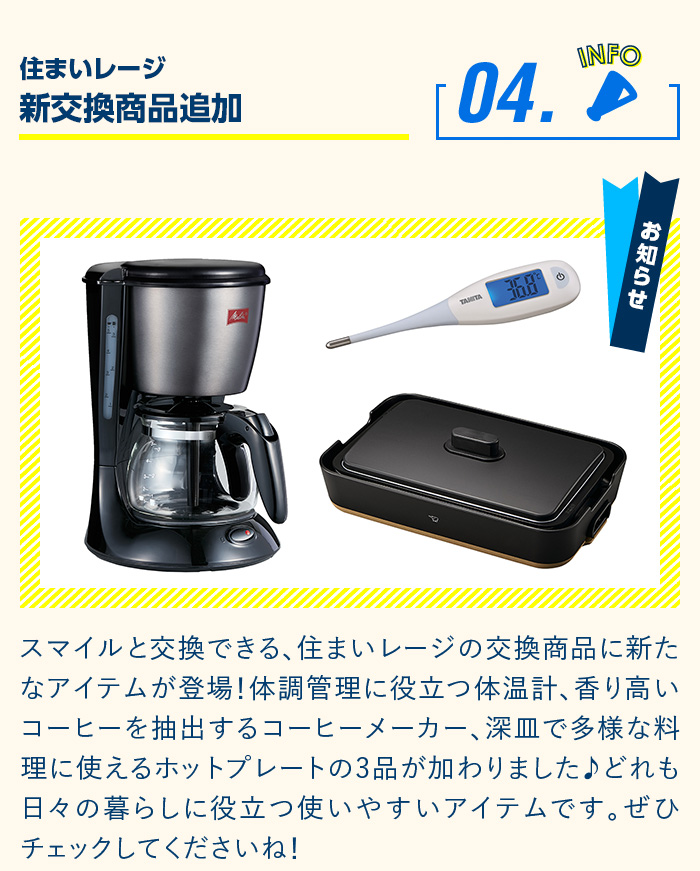 住まいレージ
新交換商品追加
04.
INFO
お知らせ
Melitta
TANITA
36.8℃
スマイルと交換できる、住まいレージの交換商品に新た
なアイテムが登場！体調管理に役立つ体温計、香り高い
コーヒーを抽出するコーヒーメーカー、深皿で多様な料
理に使えるホットプレートの3品が加わりました♪どれも
日々の暮らしに役立つ使いやすいアイテムです。ぜひ
チェックしてくださいね！